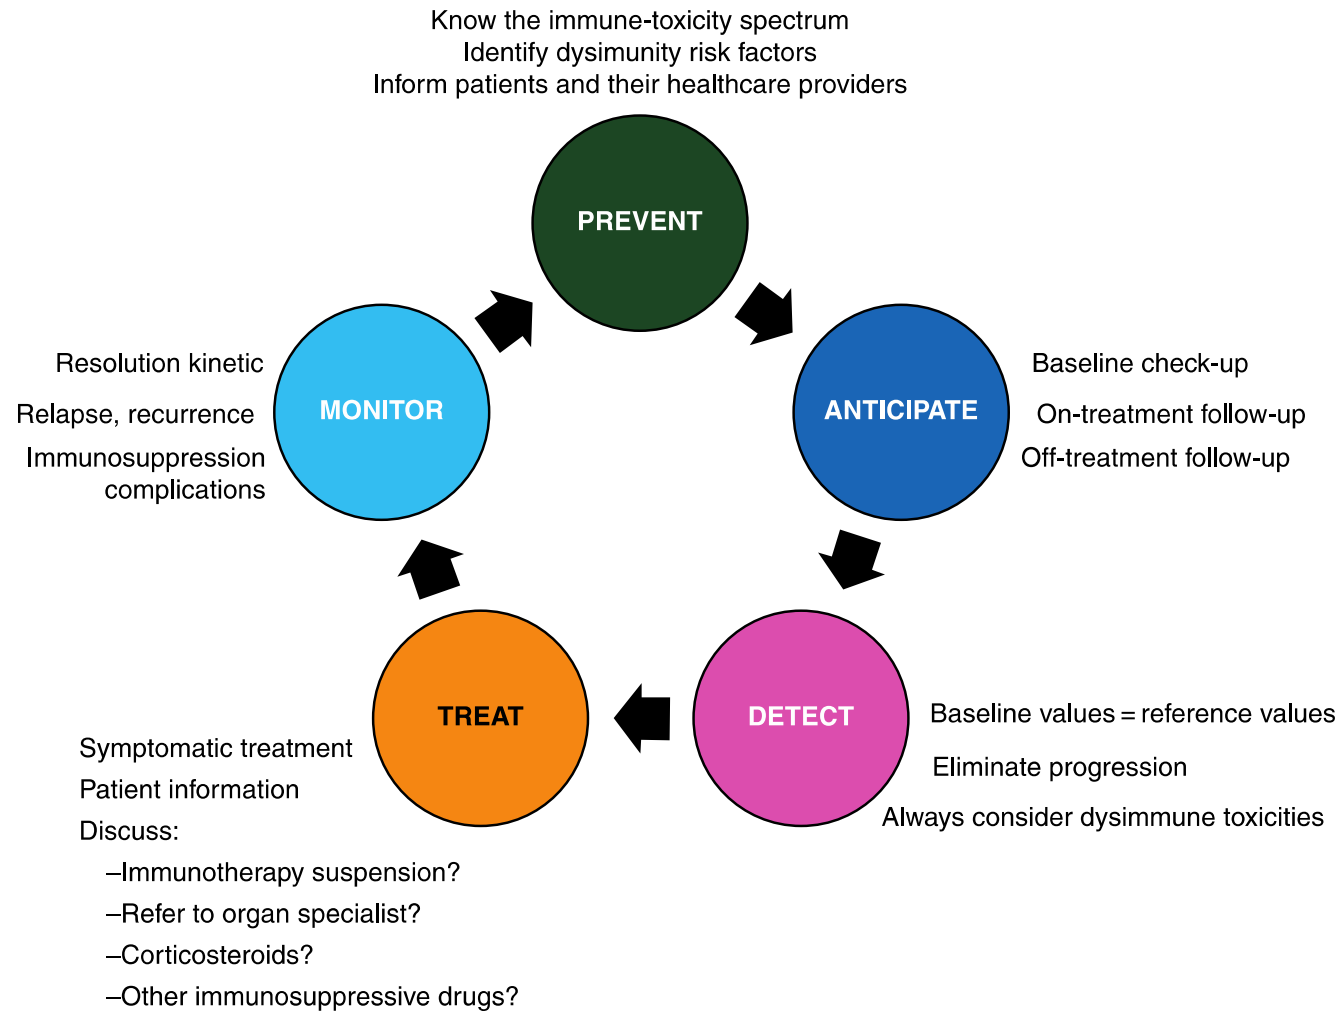 Know the immune-toxicity spectrum
Identify dysimunity risk factors
Inform patients and their healthcare providers
PREVENT
ANTICIPATE
Baseline check-up
On-treatment follow-up
Off-treatment follow-up
DETECT
Baseline values = reference values
Eliminate progression
Always consider dysimmune toxicities
TREAT
Symptomatic treatment
Patient information
Discuss:
–Immunotherapy suspension?
–Refer to organ specialist?
–Corticosteroids?
–Other immunosuppressive drugs?
MONITOR
Resolution kinetic
Relapse, recurrence
Immunosuppression
complications